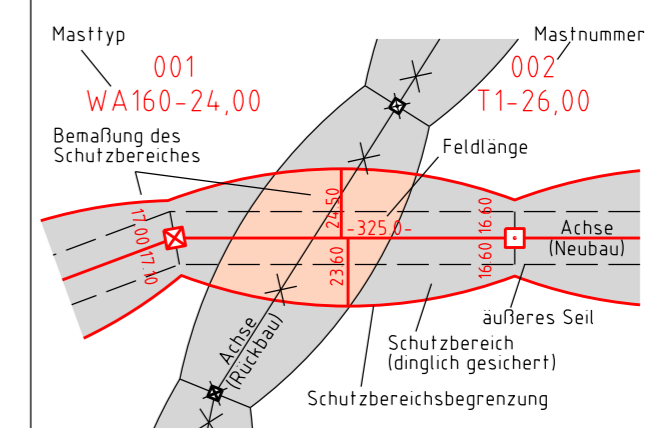 Masttyp
Mastnummer
001
002
WA160-24,00
T1-26,00
Bemaßung des
Schutzbereiches
Feldlänge
24.50
-325.0-
17.00
17.10
16.60
16.60
23.60
Achse
(Neubau)
äußeres Seil
Achse
(Rückbau)
Schutzbereich
(dinglich gesichert)
Schutzbereichsbegrenzung